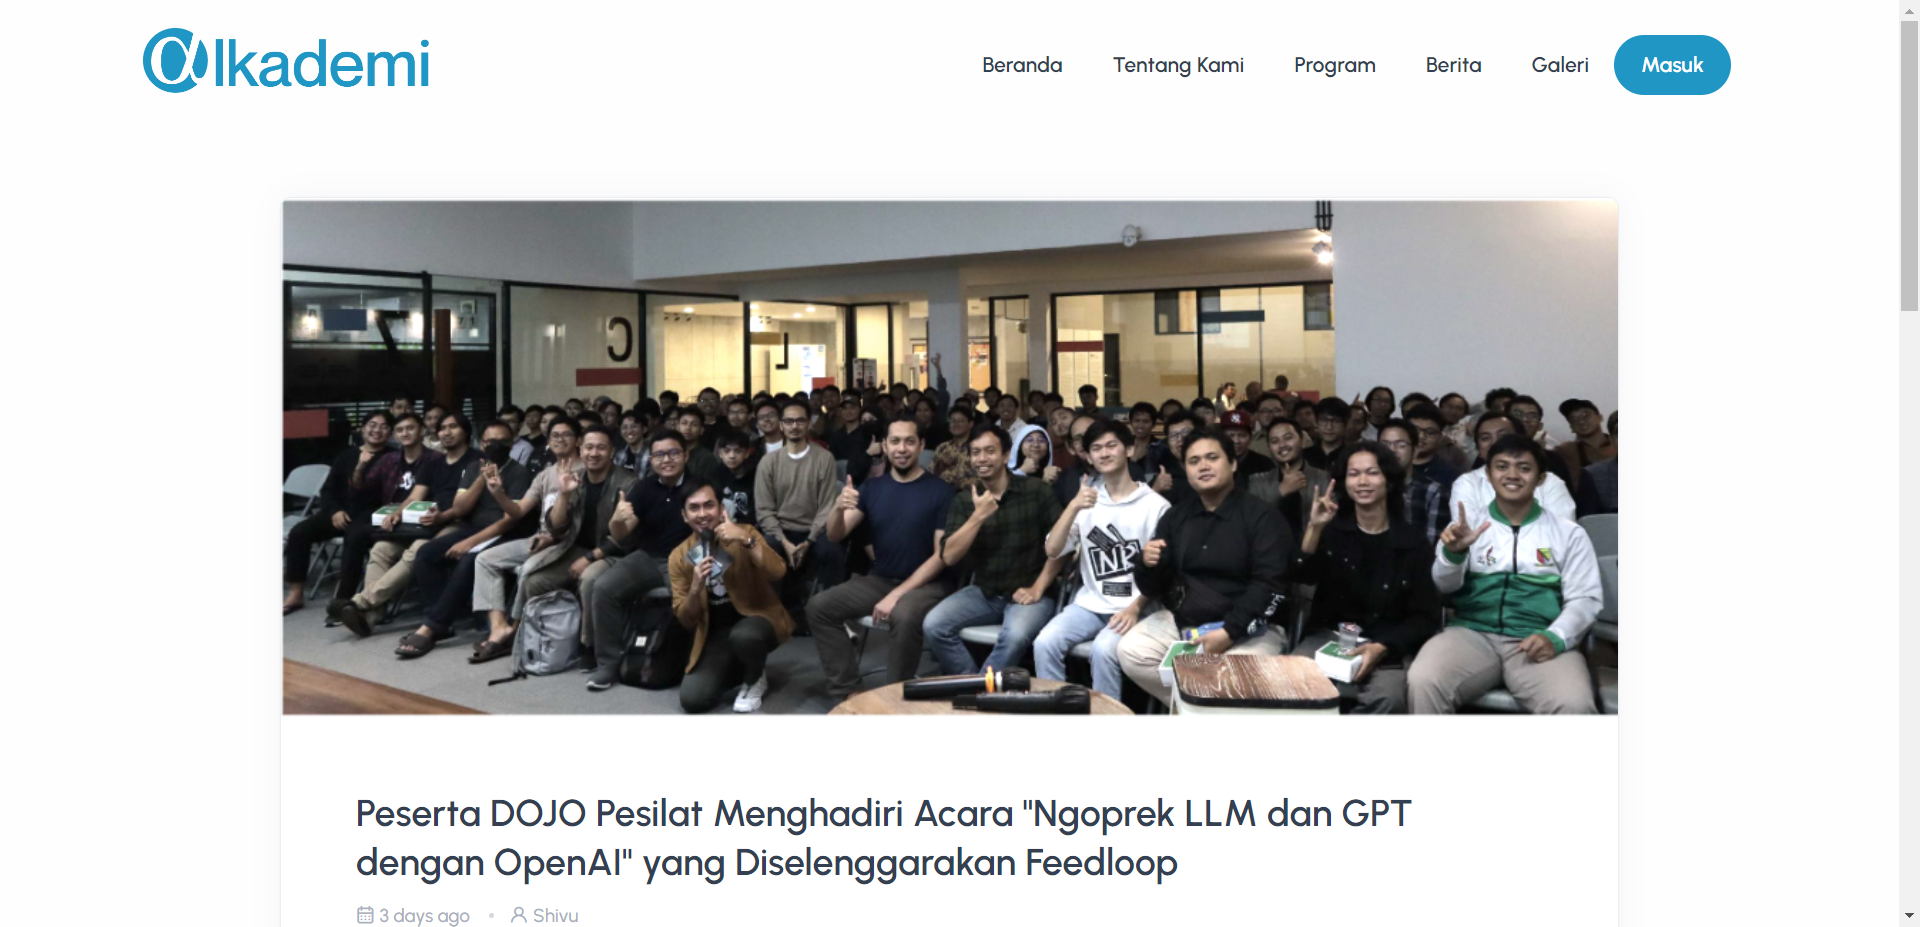 @lkademi
Beranda Tentang Kami Program Berita Galeri Masuk
C
NR
Peserta DOJO Pesilat Menghadiri Acara "Ngoprek LLM dan GPT
dengan OpenAI" yang Diselenggarakan Feedloop
3 days ago • Shivu